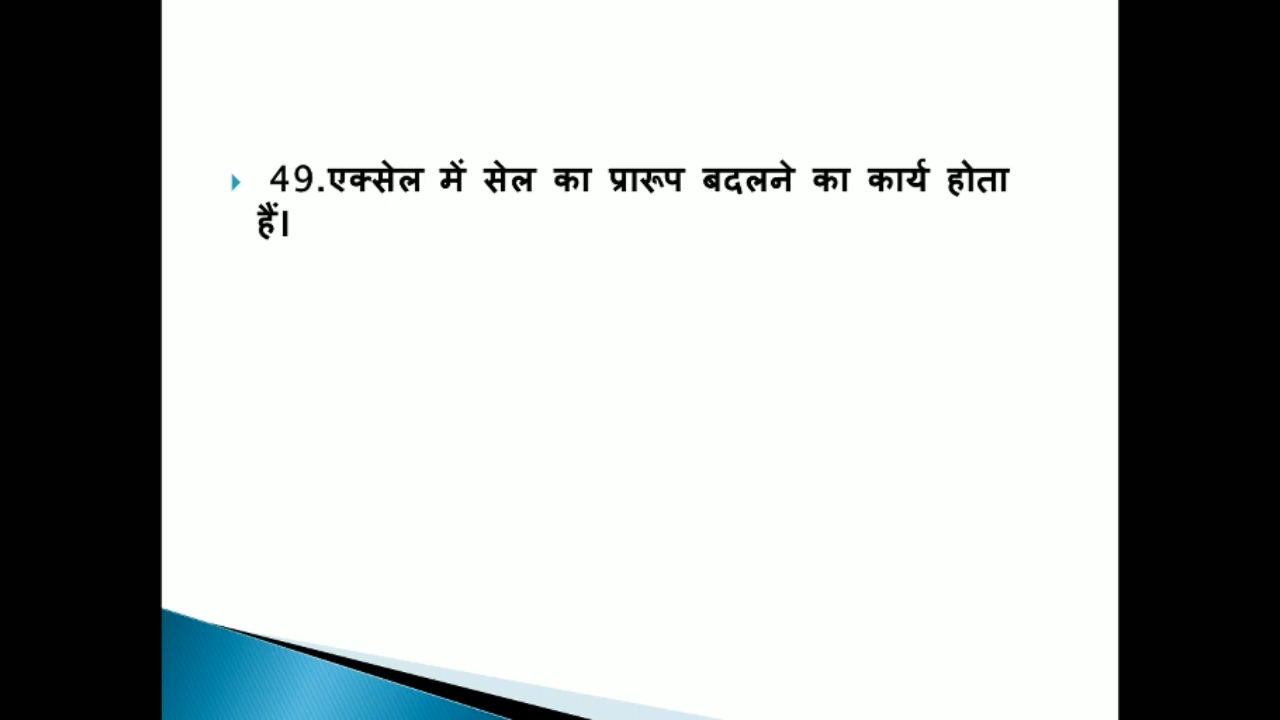 49.एक्सेल में सेल का प्रारूप बदलने का कार्य होता
हैं।